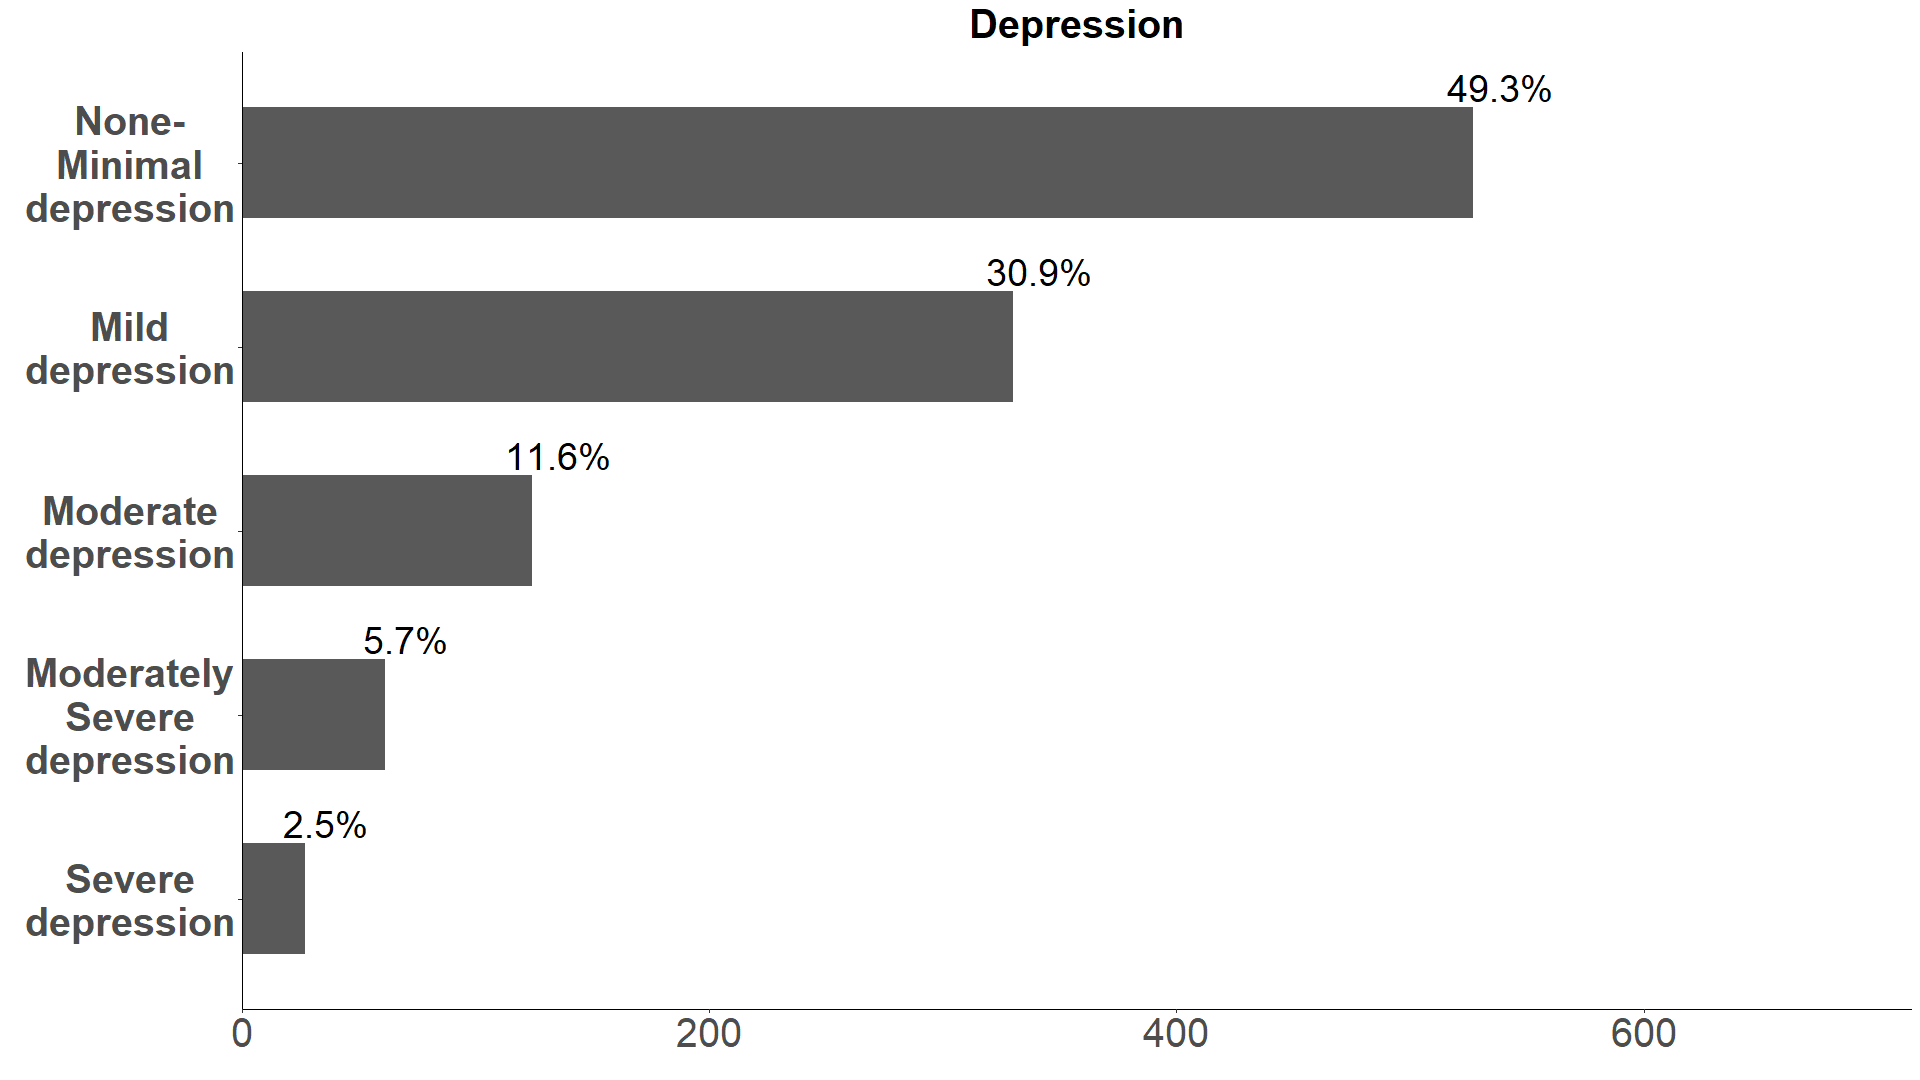 Depression
49.3%
None-
Minimal
depression
30.9%
Mild
depression
11.6%
Moderate
depression
5.7%
Moderately
Severe
depression
2.5%
Severe
depression
0 200 400 600